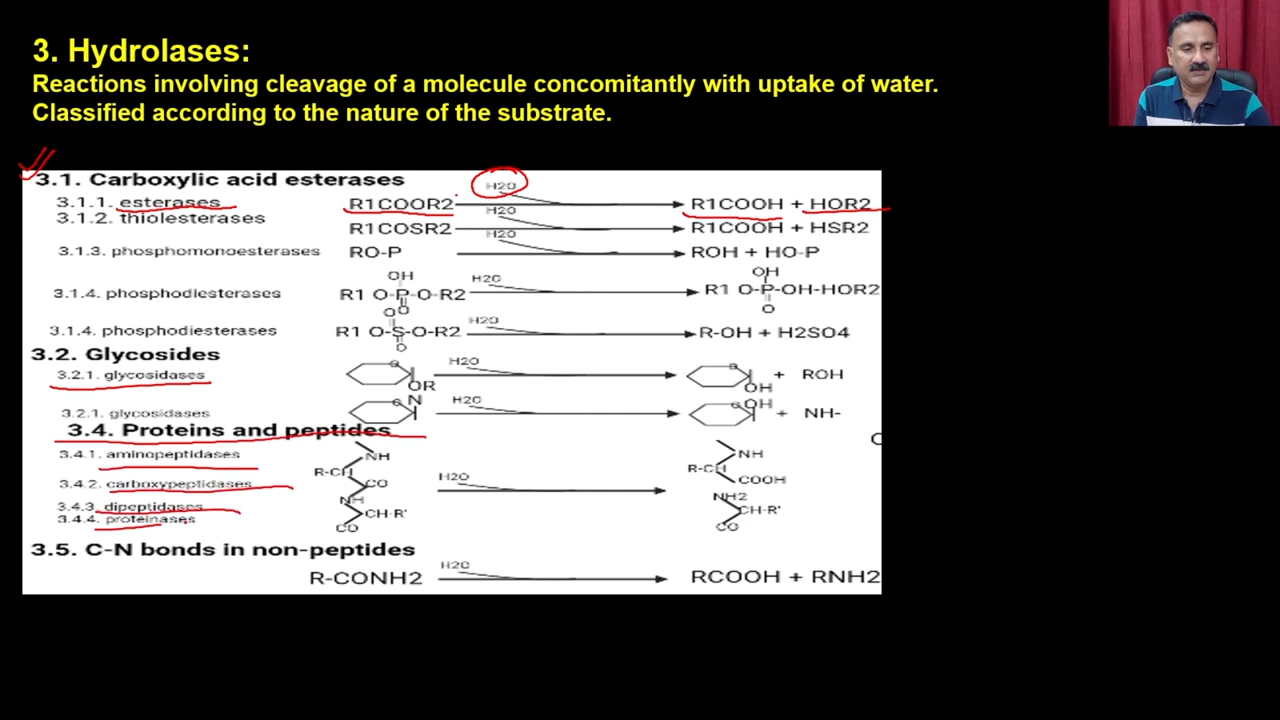 3. Hydrolases:
Reactions involving cleavage of a molecule concomitantly with uptake of water.
Classified according to the nature of the substrate.
3.1. Carboxylic acid esterases
3.1.1. esterases R1COOR2 H2O R1COOH + HOR2
3.1.2. thiolesterases R1COSR2 H2O R1COOH + HSR2
3.1.3. phosphomonoesterases RO-P H2O ROH + HO-P
OH OH
3.1.4. phosphodiesterases R1 O-P-O-R2 H2O R1 O-P-OH-HOR2
O O
O
3.1.4. phosphodiesterases R1 O-S-O-R2 H2O R-OH + H2SO4
O
3.2. Glycosides
3.2.1. glycosidases O OR H2O O OH + ROH
3.2.1. glycosidases O N H2O O OH + NH-
3.4. Proteins and peptides
3.4.1. aminopeptidases NH NH
R-CH H2O R-CH
3.4.2. carboxypeptidases CO COOH
NH NH2
3.4.3. dipeptidases CH-R' CH-R'
3.4.4. proteinases CO CO
3.5. C-N bonds in non-peptides
R-CONH2 H2O RCOOH + RNH2